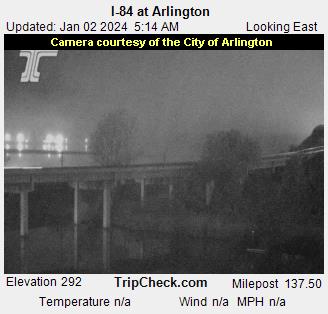 I-84 at Arlington
Updated: Jan 02 2024 5:14 AM Looking East
Camera courtesy of the City of Arlington
Elevation 292 TripCheck.com Milepost 137.50
Temperature n/a Wind n/a MPH n/a